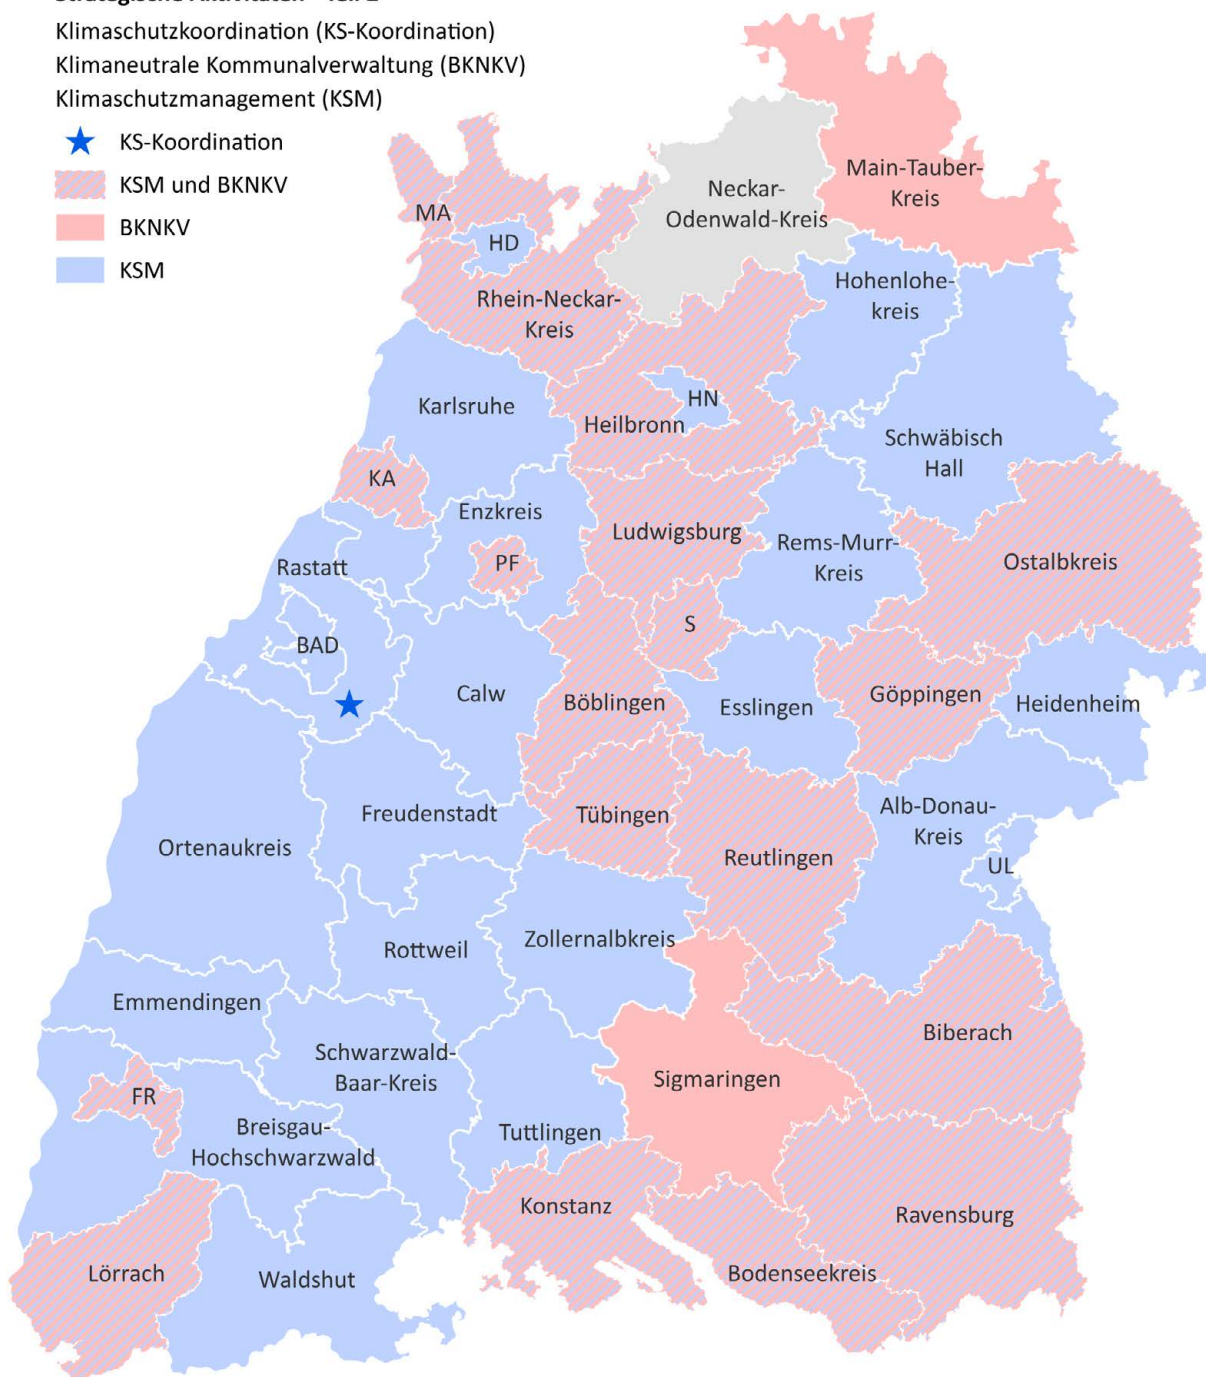 Klimaschutzkoordination (KS-Koordination)
Klimaneutrale Kommunalverwaltung (BKNKV)
Klimaschutzmanagement (KSM)
KS-Koordination
KSM und BKNKV
BKNKV
KSM
Main-Tauber-
Kreis
Neckar-
Odenwald-Kreis
MA
HD
Rhein-Neckar-
Kreis
Hohenlohe-
kreis
Karlsruhe
HN
Heilbronn
Schwäbisch
Hall
KA
Enzkreis
Ludwigsburg
Rems-Murr-
Kreis
Ostalbkreis
PF
Rastatt
S
BAD
Calw
Böblingen
Esslingen
Göppingen
Heidenheim
Freudenstadt
Tübingen
Alb-Donau-
Kreis
Ortenaukreis
Reutlingen
UL
Rottweil
Zollernalbkreis
Emmendingen
Biberach
Schwarzwald-
Baar-Kreis
Sigmaringen
FR
Breisgau-
Hochschwarzwald
Tuttlingen
Konstanz
Ravensburg
Lörrach
Waldshut
Bodenseekreis